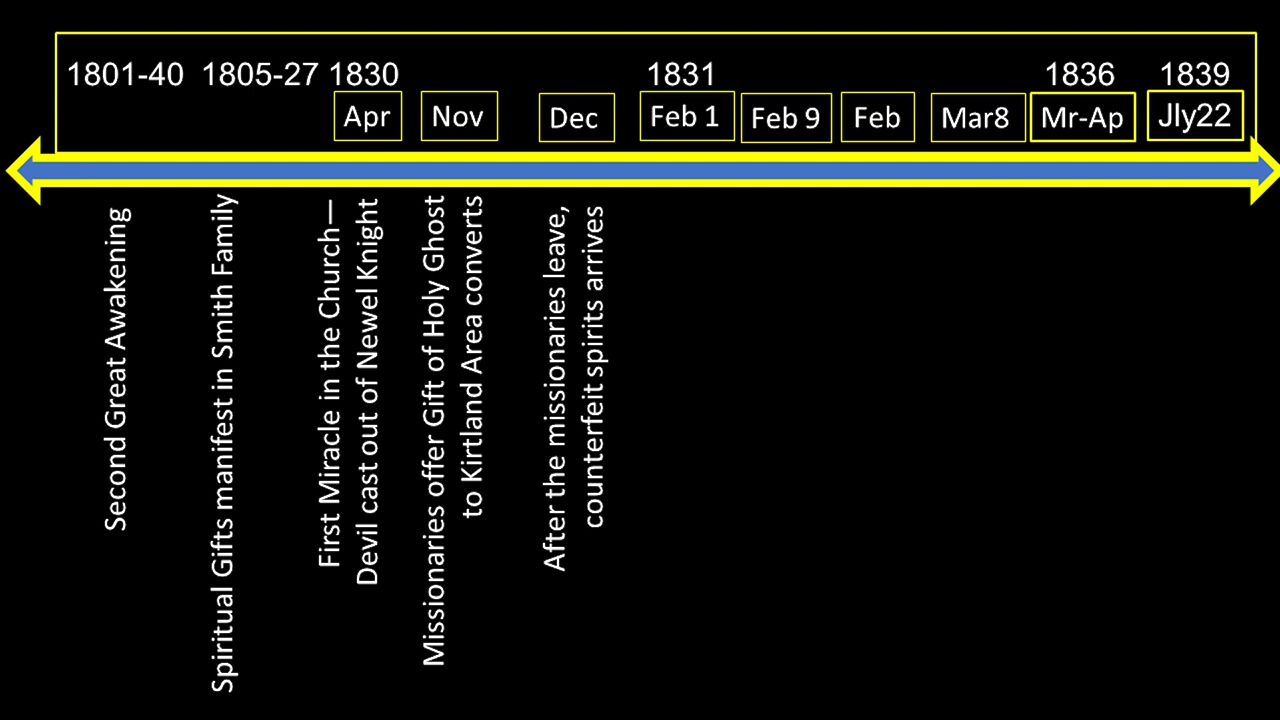 1801-40 1805-27 1830 1831 1836 1839
Apr Nov Dec Feb 1 Feb 9 Feb Mar8 Mr-Ap Jly22
Second Great Awakening
Spiritual Gifts manifest in Smith Family
First Miracle in the Church—
Devil cast out of Newel Knight
Missionaries offer Gift of Holy Ghost
to Kirtland Area converts
After the missionaries leave,
counterfeit spirits arrives